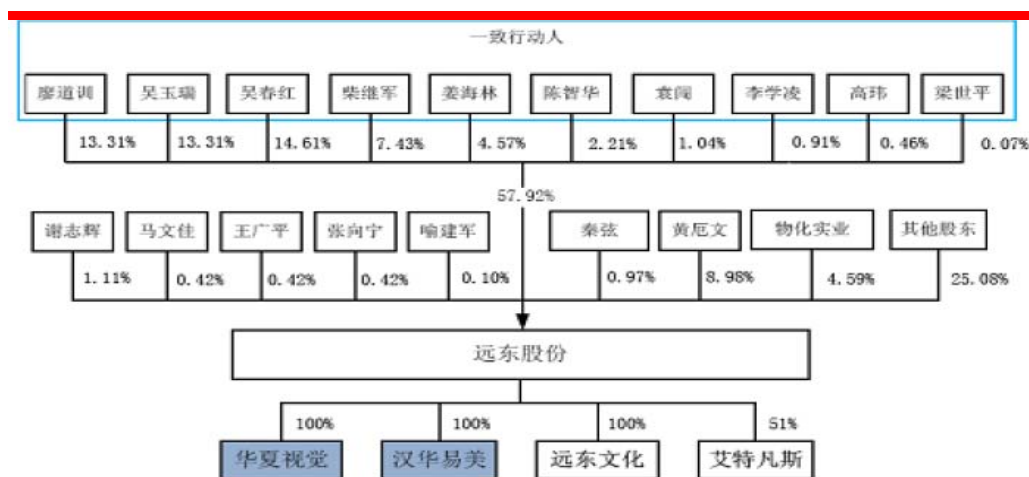 一致行动人
廖道训 吴玉瑞 吴春红 柴继军 姜海林 陈智华 袁闯 李学凌 高玮 梁世平
13.31% 13.31% 14.61% 7.43% 4.57% 2.21% 1.04% 0.91% 0.46% 0.07%
57.92%
谢志辉 马文佳 王广平 张向宁 喻建军 秦弦 黄厄文 物化实业 其他股东
1.11% 0.42% 0.42% 0.42% 0.10% 0.97% 8.98% 4.59% 25.08%
远东股份
100% 100% 100% 51%
华夏视觉 汉华易美 远东文化 艾特凡斯